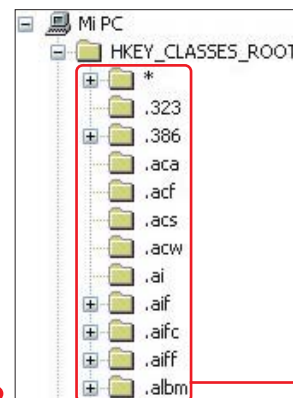 Mi PC
HKEY_CLASSES_ROOT
*
.323
.386
.aca
.acf
.acs
.acw
.ai
.aif
.aifc
.aiff
.albm